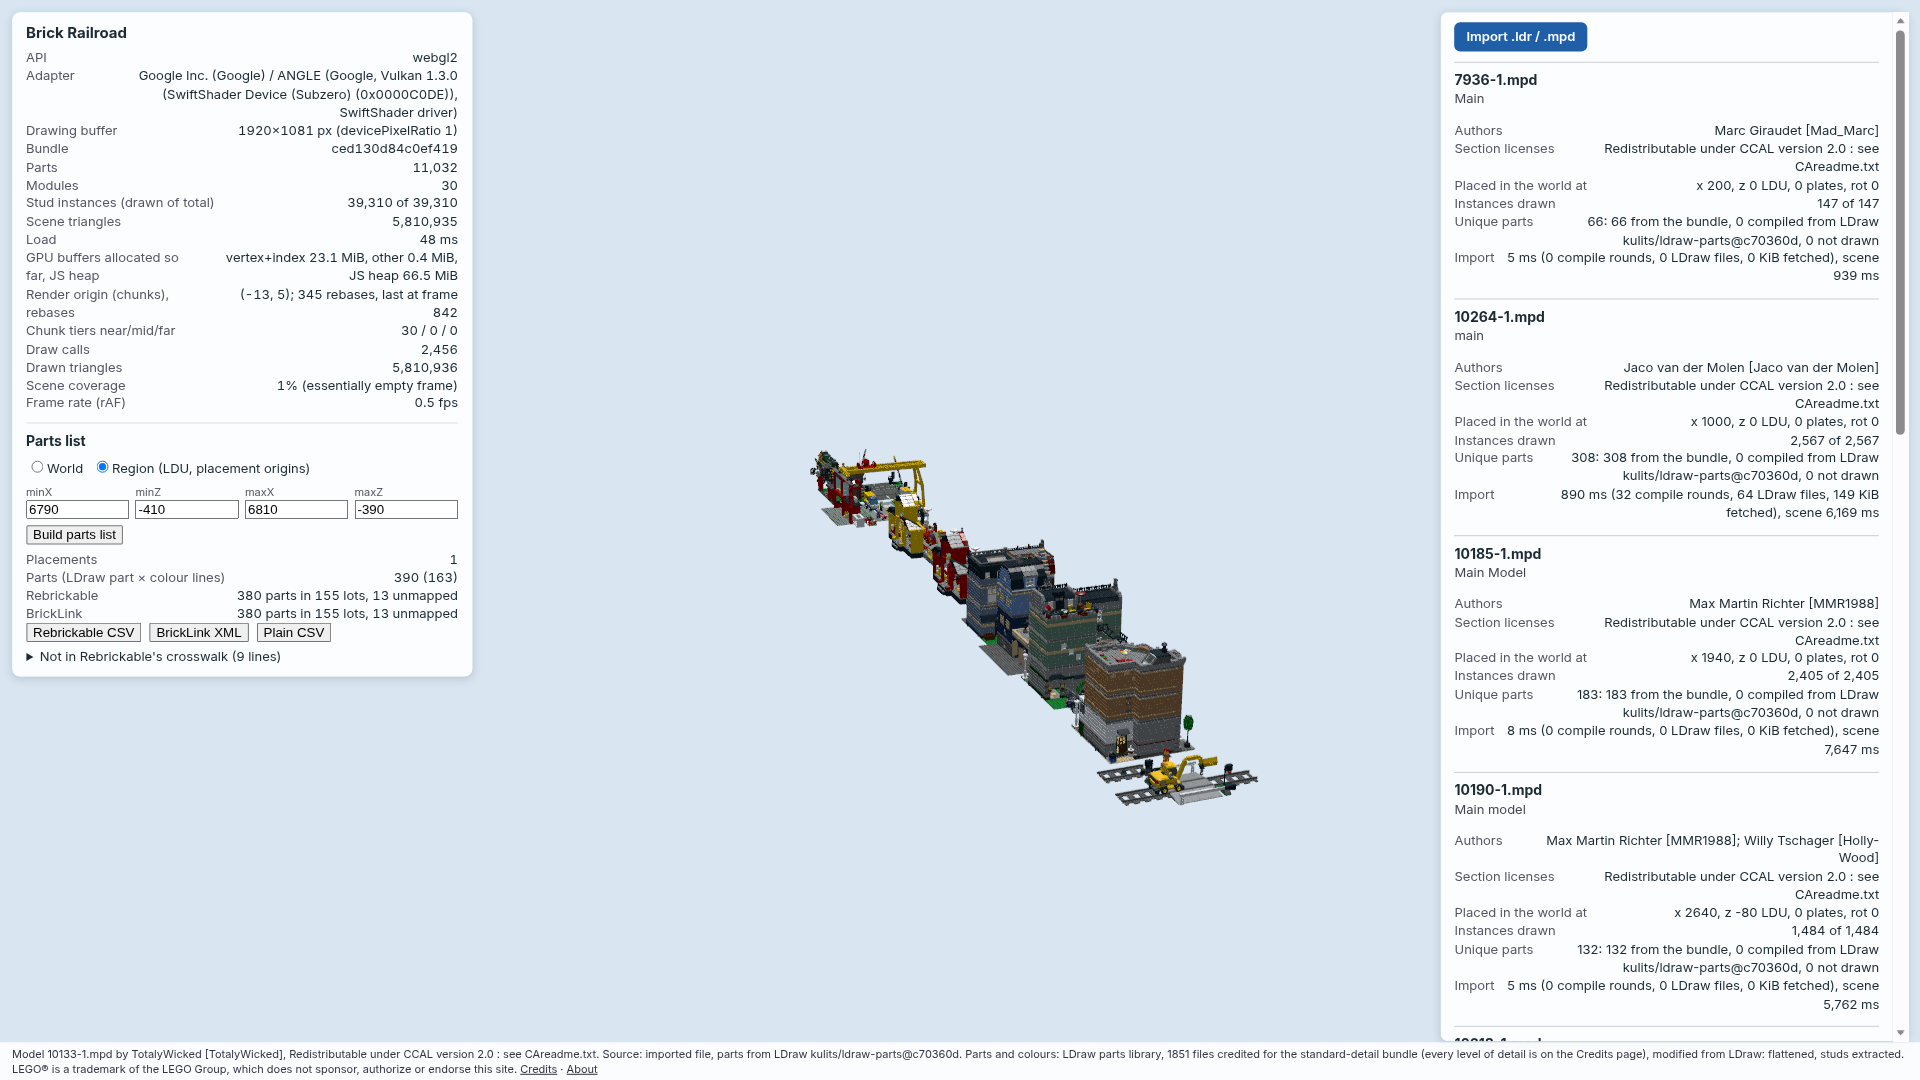 Brick Railroad
API webgl2
Adapter Google Inc. (Google) / ANGLE (Google, Vulkan 1.3.0
(SwiftShader Device (Subzero) (0x0000C0DE)),
SwiftShader driver)
Drawing buffer 1920×1081 px (devicePixelRatio 1)
Bundle ced130d84c0ef419
Parts 11,032
Modules 30
Stud instances (drawn of total) 39,310 of 39,310
Scene triangles 5,810,935
Load 48 ms
GPU buffers allocated so vertex+index 23.1 MiB, other 0.4 MiB,
far, JS heap JS heap 66.5 MiB
Render origin (chunks), (-13, 5); 345 rebases, last at frame
rebases 842
Chunk tiers near/mid/far 30 / 0 / 0
Draw calls 2,456
Drawn triangles 5,810,936
Scene coverage 1% (essentially empty frame)
Frame rate (rAF) 0.5 fps
Parts list
World Region (LDU, placement origins)
minX minZ maxX maxZ
6790 -410 6810 -390
Build parts list
Placements 1
Parts (LDraw part × colour lines) 390 (163)
Rebrickable 380 parts in 155 lots, 13 unmapped
BrickLink 380 parts in 155 lots, 13 unmapped
Rebrickable CSV BrickLink XML Plain CSV
▶ Not in Rebrickable's crosswalk (9 lines)
Import .ldr / .mpd
7936-1.mpd
Main
Authors Marc Giraudet [Mad_Marc]
Section licenses Redistributable under CCAL version 2.0 : see
CAreadme.txt
Placed in the world at x 200, z 0 LDU, 0 plates, rot 0
Instances drawn 147 of 147
Unique parts 66: 66 from the bundle, 0 compiled from LDraw
kulits/ldraw-parts@c70360d, 0 not drawn
Import 5 ms (0 compile rounds, 0 LDraw files, 0 KiB fetched), scene
939 ms
10264-1.mpd
main
Authors Jaco van der Molen [Jaco van der Molen]
Section licenses Redistributable under CCAL version 2.0 : see
CAreadme.txt
Placed in the world at x 1000, z 0 LDU, 0 plates, rot 0
Instances drawn 2,567 of 2,567
Unique parts 308: 308 from the bundle, 0 compiled from LDraw
kulits/ldraw-parts@c70360d, 0 not drawn
Import 890 ms (32 compile rounds, 64 LDraw files, 149 KiB
fetched), scene 6,169 ms
10185-1.mpd
Main Model
Authors Max Martin Richter [MMR1988]
Section licenses Redistributable under CCAL version 2.0 : see
CAreadme.txt
Placed in the world at x 1940, z 0 LDU, 0 plates, rot 0
Instances drawn 2,405 of 2,405
Unique parts 183: 183 from the bundle, 0 compiled from LDraw
kulits/ldraw-parts@c70360d, 0 not drawn
Import 8 ms (0 compile rounds, 0 LDraw files, 0 KiB fetched), scene
7,647 ms
10190-1.mpd
Main model
Authors Max Martin Richter [MMR1988]; Willy Tschager [Holly-
Wood]
Section licenses Redistributable under CCAL version 2.0 : see
CAreadme.txt
Placed in the world at x 2640, z -80 LDU, 0 plates, rot 0
Instances drawn 1,484 of 1,484
Unique parts 132: 132 from the bundle, 0 compiled from LDraw
kulits/ldraw-parts@c70360d, 0 not drawn
Import 5 ms (0 compile rounds, 0 LDraw files, 0 KiB fetched), scene
5,762 ms
Model 10133-1.mpd by TotalyWicked [TotalyWicked], Redistributable under CCAL version 2.0 : see CAreadme.txt. Source: imported file, parts from LDraw kulits/ldraw-parts@c70360d. Parts and colours: LDraw parts library, 1851 files credited for the standard-detail bundle (every level of detail is on the Credits page), modified from LDraw: flattened, studs extracted.
LEGO® is a trademark of the LEGO Group, which does not sponsor, authorize or endorse this site. Credits · About